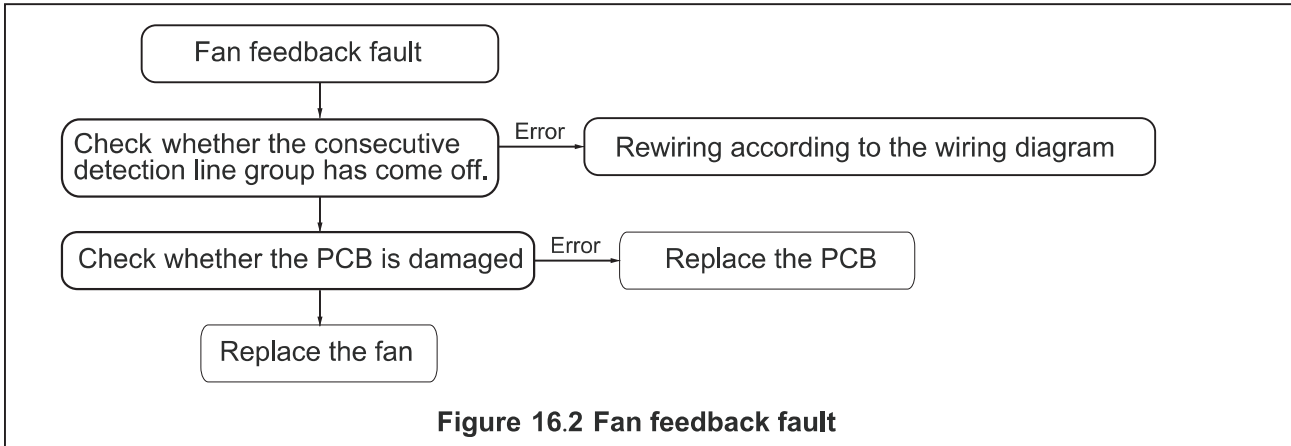 Fan feedback fault
Check whether the consecutive
detection line group has come off.
Error
Rewiring according to the wiring diagram
Check whether the PCB is damaged
Error
Replace the PCB
Replace the fan
Figure 16.2 Fan feedback fault